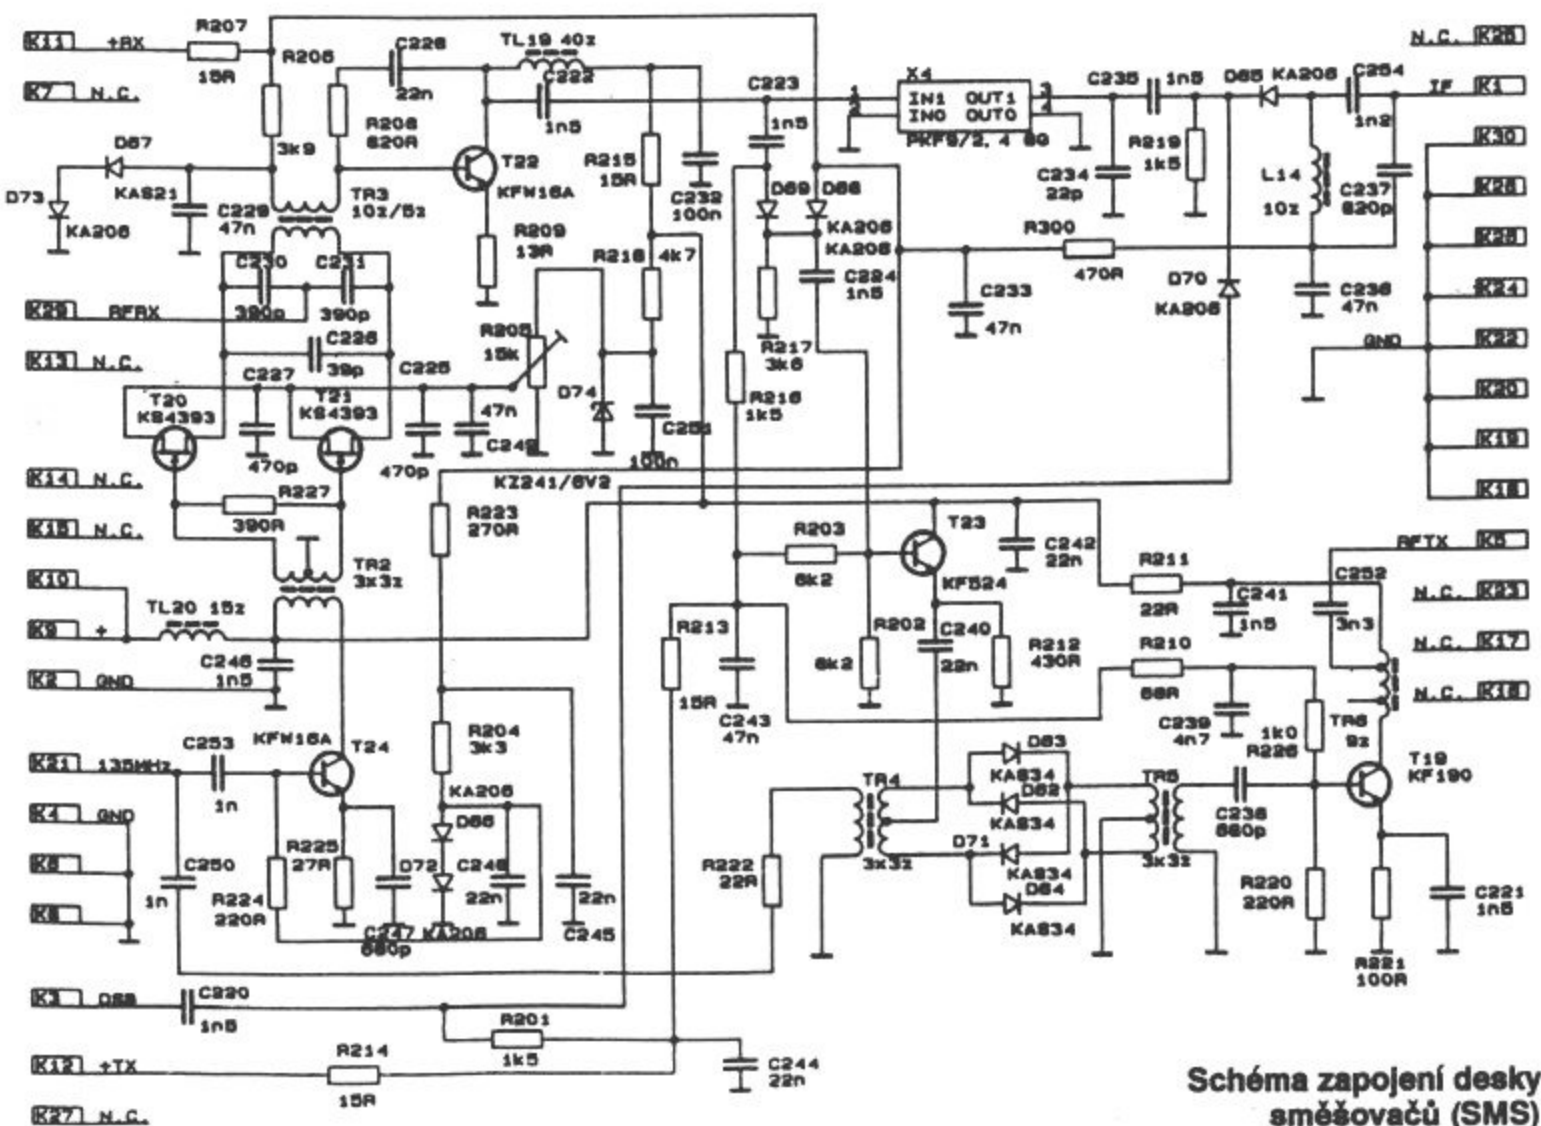 K11 +RX
R207
15R
K7 N.C.
R206
3k9
C226
22n
TL19 40z
C222
1n5
R208
820R
T22
KFW16A
D67
KAS21
D73
KA206
C229
47n
TR3
10z/5z
R209
13R
C230
390p
C231
390p
K29 RFRX
C226
39p
K13 N.C.
C227
470p
C225
470p
T20
KS4393
T21
KS4393
R205
15k
47n
C249
D74
KZ241/6V2
C251
100n
R215
15R
C232
100n
R218
4k7
C223
1n5
D69
D68
KA206
KA206
C224
1n5
R217
3k6
R216
1k5
X4
IN1 OUT1
IN0 OUT0
1
2
3
4
PKF9/2,4 8Q
C235
1n5
D65
KA206
C254
1n2
IF K1
N.C. K28
R219
1k5
C234
22p
L14
10z
C237
820p
R300
470R
C233
47n
D70
KA206
C236
47n
K30
K26
K25
K24
GND K22
K20
K19
K18
K14 N.C.
R227
390R
K15 N.C.
TR2
3x3z
K10
TL20 15z
K9 +
C246
1n5
K2 GND
R223
270R
R203
6k2
T23
KF524
C242
22n
R213
15R
C243
47n
R202
6k2
C240
22n
R212
430R
R211
22R
C241
1n5
R210
68R
C252
3n3
RFTX K5
N.C. K23
N.C. K17
N.C. K16
C239
4n7
1k0
R226
TR6
9z
T19
KF190
K21 135MHz
C253
1n
KFW16A
T24
R204
3k3
KA206
D66
D72
KA206
C248
22n
22n
C245
K4 GND
K6
K8
C250
1n
R224
220R
R225
27R
C247
680p
R222
22R
TR4
3x3z
D63
KAS34
D62
KAS34
D71
KAS34
D64
KAS34
TR5
3x3z
C238
680p
R220
220R
R221
100R
C221
1n5
K3 DSB
C220
1n5
R201
1k5
K12 +TX
R214
15R
C244
22n
K27 N.C.
Schéma zapojení desky
směšovačů (SMS)